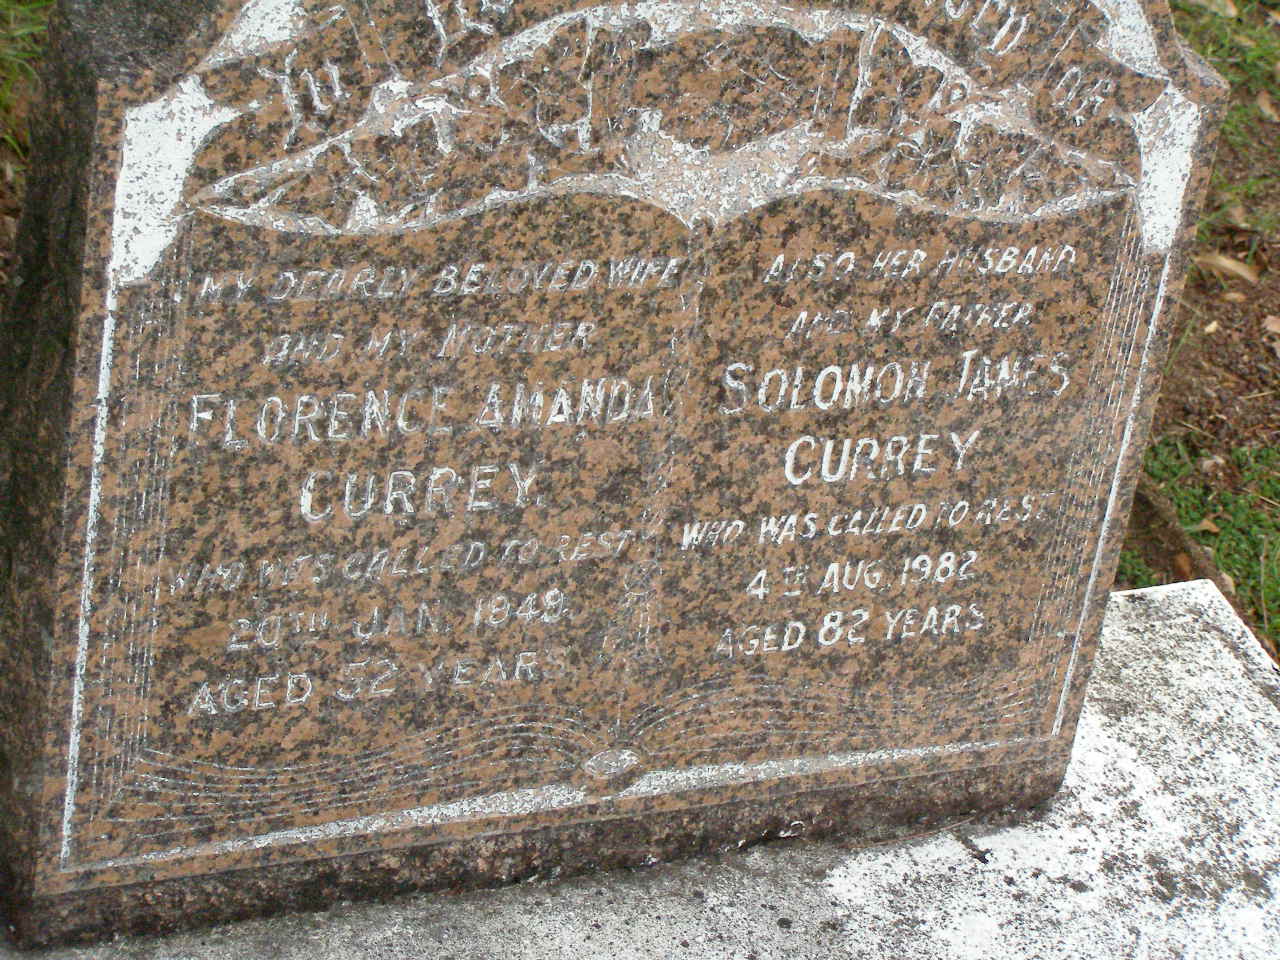 IN
OF
MY DEARLY BELOVED WIFE
AND MY MOTHER
FLORENCE AMANDA
CURREY
WHO WAS CALLED TO REST
20TH JAN. 1949.
AGED 52 YEARS.
ALSO HER HUSBAND
AND MY FATHER
SOLOMON JAMES
CURREY
WHO WAS CALLED TO REST
4TH AUG. 1982
AGED 82 YEARS